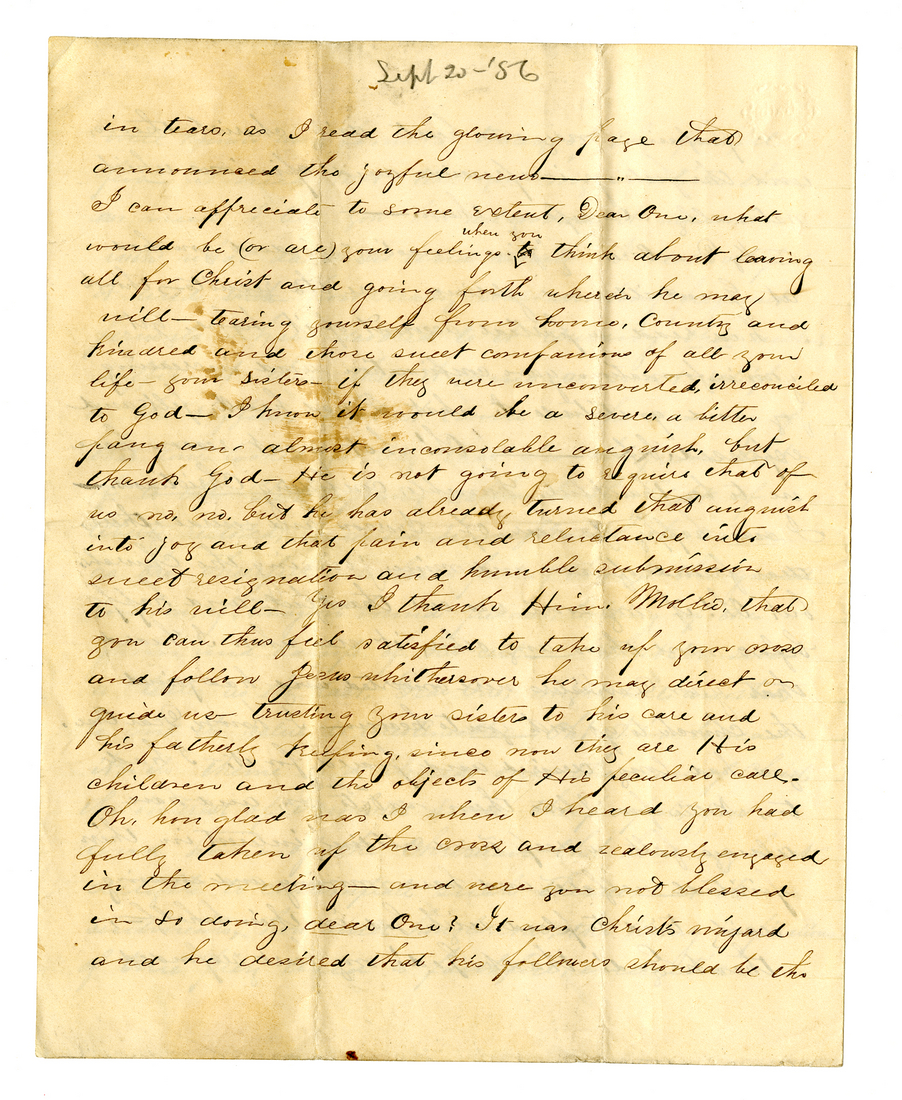 Sept 20-'56
in tears, as I read the glowing page that
announced the joyful news——"——
I can appreciate to some extent, Dear One, what
when you
would be (or are) your feelings to think about leaving
all for Christ and going forth wherein he may
will— tearing yourself from home, Country and
kindred and those sweet companions of all your
life— your sisters— if they were unconverted, irreconciled
to God— I know it would be a severe, a bitter
pang an almost inconsolable anguish, but
thank God— He is not going to require that of
us no, no, but he has already turned that anguish
into joy and that pain and reluctance into
sweet resignation and humble submission
to his will— Yes I thank Him, Mollie, that
you can thus feel satisfied to take up your cross
and follow Jesus whithersover he may direct or
guide us— trusting your sisters to his care and
his fatherly keeping, since now they are His
children and the objects of His peculiar care.
Oh, how glad was I when I heard you had
fully taken up the cross and zealously engaged
in the meeting— and were you not blessed
in so doing, dear One? It was Christ's vinyard
and he desired that his followers should be the